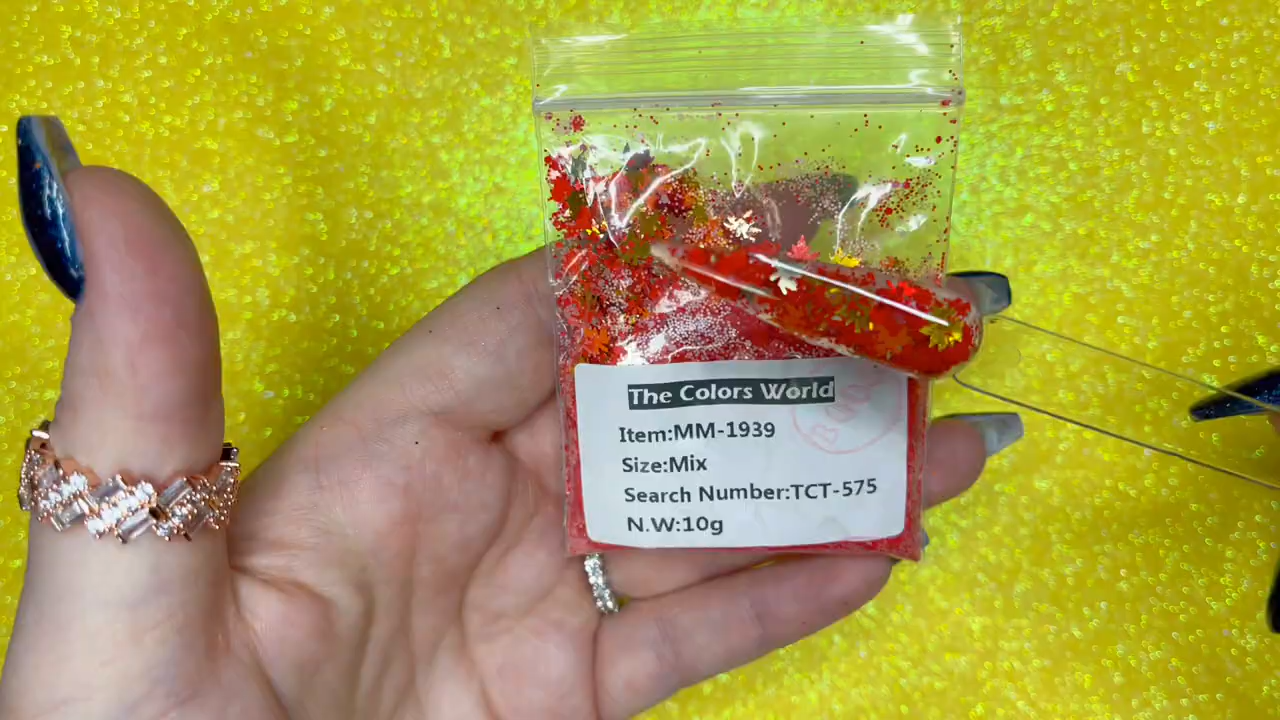 The Colors World
Item:MM-1939
Size:Mix
Search Number:TCT-575
N.W:10g